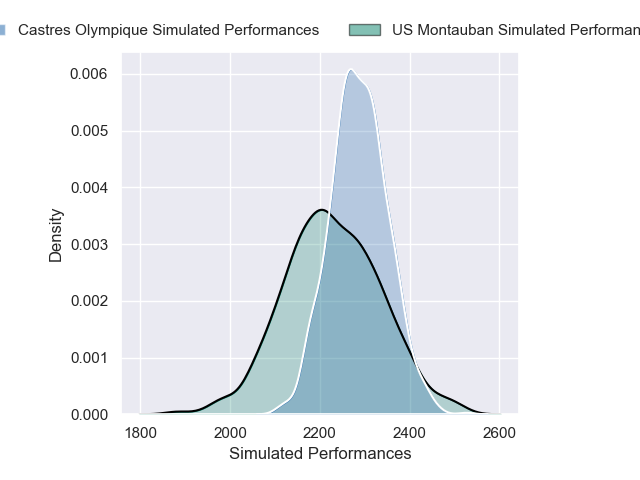 Castres Olympique Simulated Performances US Montauban Simulated Performan
0.006
0.005
0.004
0.003
0.002
0.001
0.000
Density
1800 2000 2200 2400 2600
Simulated Performances